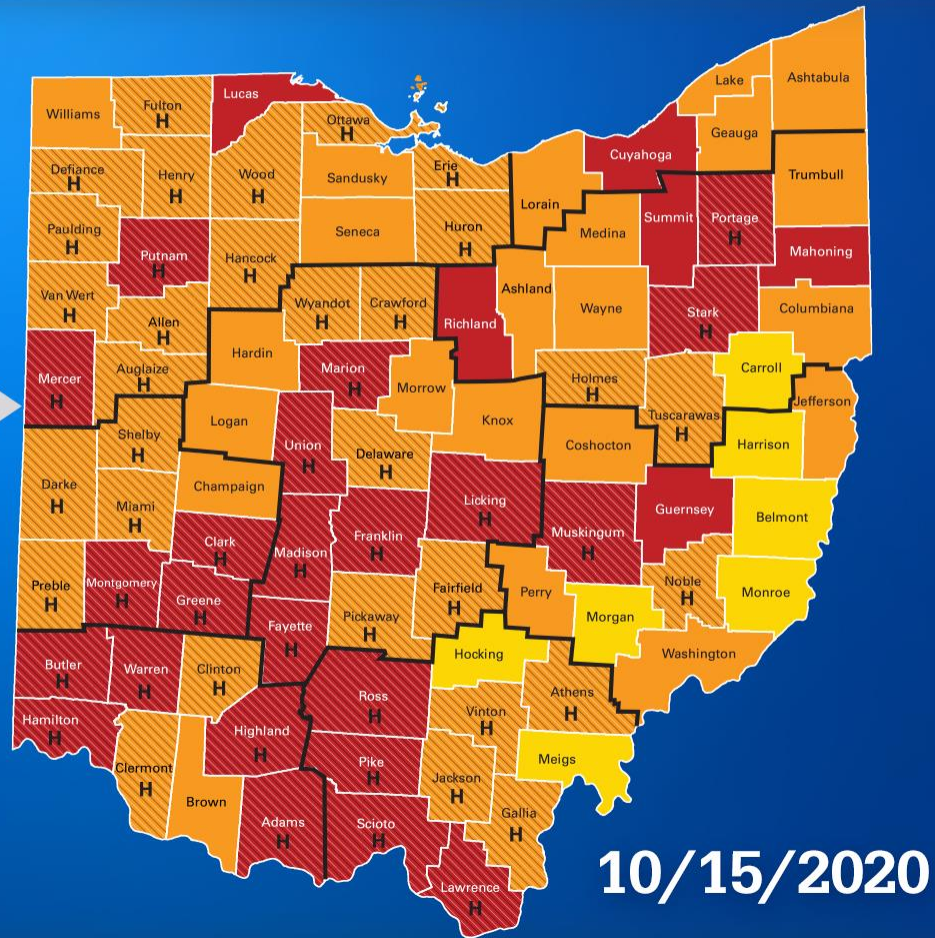 Williams
Fulton
H
Lucas
Ottawa
H
Lake
Ashtabula
Geauga
Defiance
H
Henry
H
Wood
H
Sandusky
Erie
H
Cuyahoga
Trumbull
Lorain
Paulding
H
Putnam
H
Hancock
H
Seneca
Huron
H
Medina
Summit
Portage
H
Mahoning
Van Wert
H
Allen
H
Wyandot
H
Crawford
H
Richland
Ashland
Wayne
Stark
H
Columbiana
Mercer
H
Auglaize
H
Hardin
Marion
H
Morrow
Holmes
H
Carroll
Jefferson
Shelby
H
Logan
Union
H
Delaware
H
Knox
Coshocton
Tuscarawas
H
Harrison
Darke
H
Miami
H
Champaign
Licking
H
Muskingum
H
Guernsey
Belmont
Clark
H
Madison
H
Franklin
H
Preble
H
Montgomery
H
Greene
H
Fayette
H
Pickaway
H
Fairfield
H
Perry
Morgan
Noble
H
Monroe
Butler
H
Warren
H
Clinton
H
Ross
H
Hocking
Athens
H
Washington
Hamilton
H
Highland
H
Vinton
H
Clermont
H
Brown
Pike
H
Jackson
H
Meigs
Adams
H
Scioto
H
Gallia
H
Lawrence
H
10/15/2020